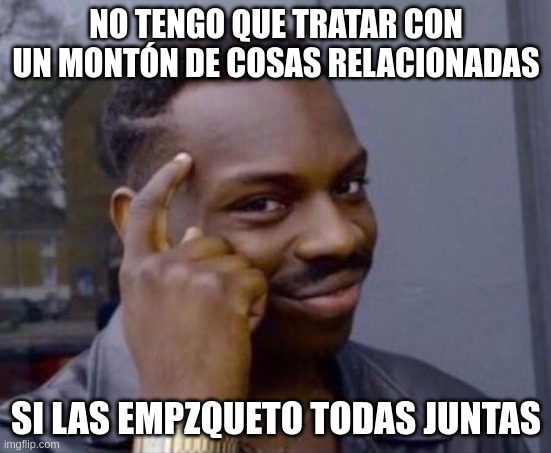 NO TENGO QUE TRATAR CON
UN MONTÓN DE COSAS RELACIONADAS
SI LAS EMPZQUETO TODAS JUNTAS
imgflip.com